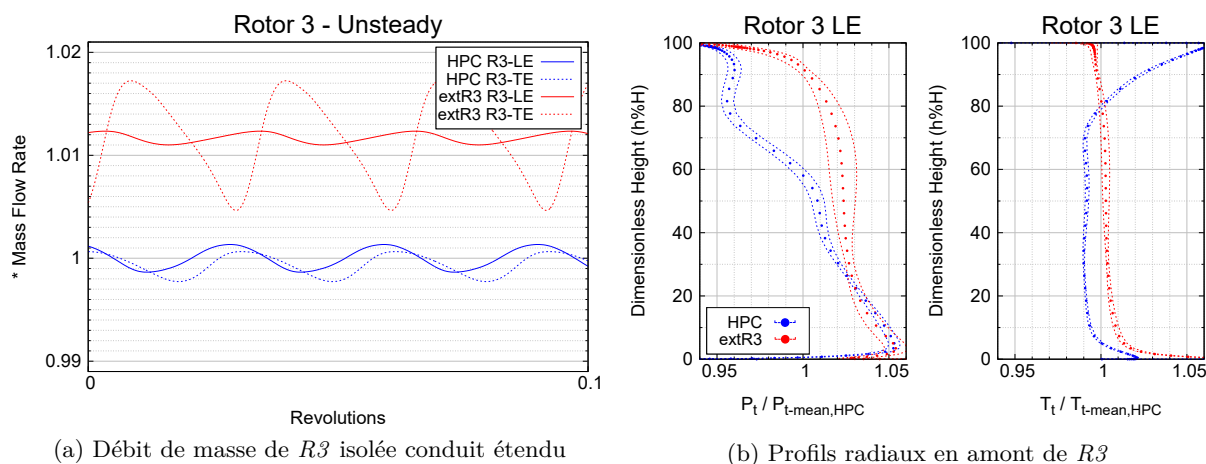 Rotor 3 - Unsteady
1.02
1.01
1
0.99
* Mass Flow Rate
HPC R3-LE
HPC R3-TE
extR3 R3-LE
extR3 R3-TE
0
0.1
Revolutions
(a) Débit de masse de R3 isolée conduit étendu
Rotor 3 LE
100
80
60
40
20
0
Dimensionless Height (h%H)
HPC
extR3
0.95
1
1.05
Pt / Pt-mean,HPC
Rotor 3 LE
100
80
60
40
20
0
Dimensionless Height (h%H)
0.95
1
1.05
Tt / Tt-mean,HPC
(b) Profils radiaux en amont de R3